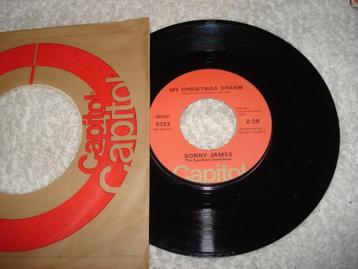 Capitol
Capitol
MY CHRISTMAS DREAM
MONO
5733
2:38
SONNY JAMES
The Southern Gentleman
Capitol